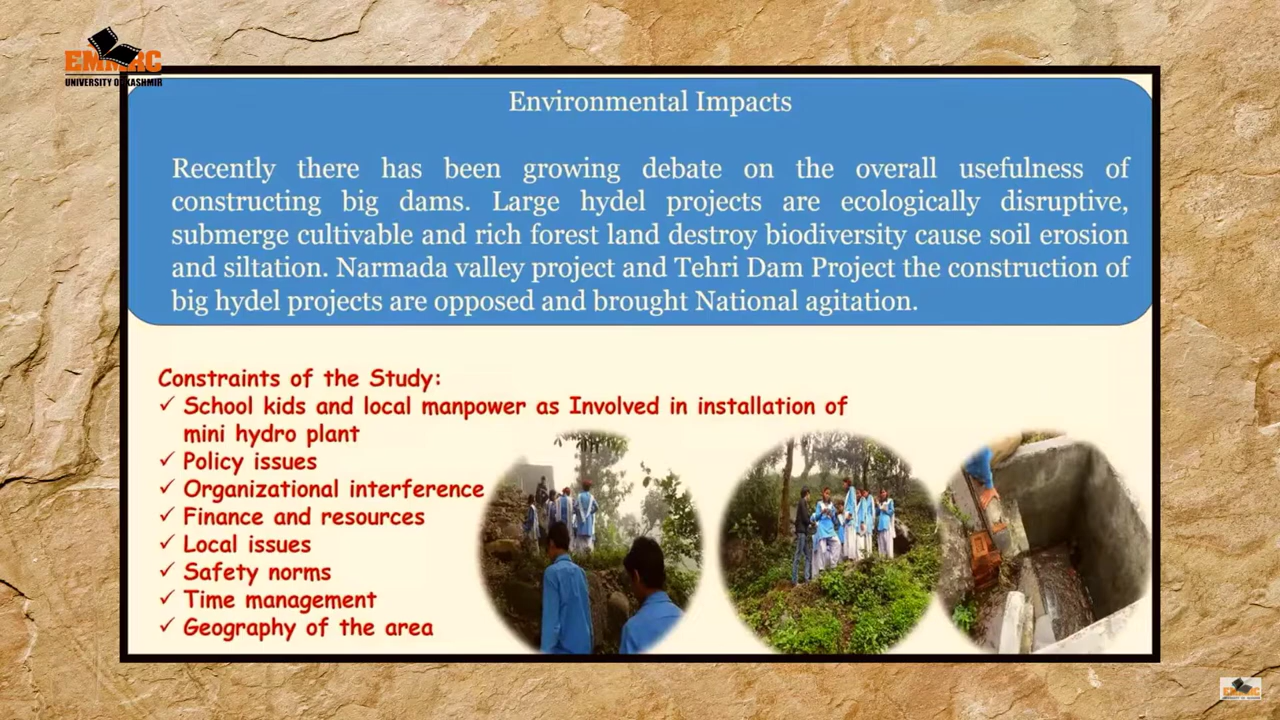 EMMRC
UNIVERSITY OF KASHMIR
Environmental Impacts
Recently there has been growing debate on the overall usefulness of
constructing big dams. Large hydel projects are ecologically disruptive,
submerge cultivable and rich forest land destroy biodiversity cause soil erosion
and siltation. Narmada valley project and Tehri Dam Project the construction of
big hydel projects are opposed and brought National agitation.
Constraints of the Study:
✓ School kids and local manpower as Involved in installation of
mini hydro plant
✓ Policy issues
✓ Organizational interference
✓ Finance and resources
✓ Local issues
✓ Safety norms
✓ Time management
✓ Geography of the area
EMMRC